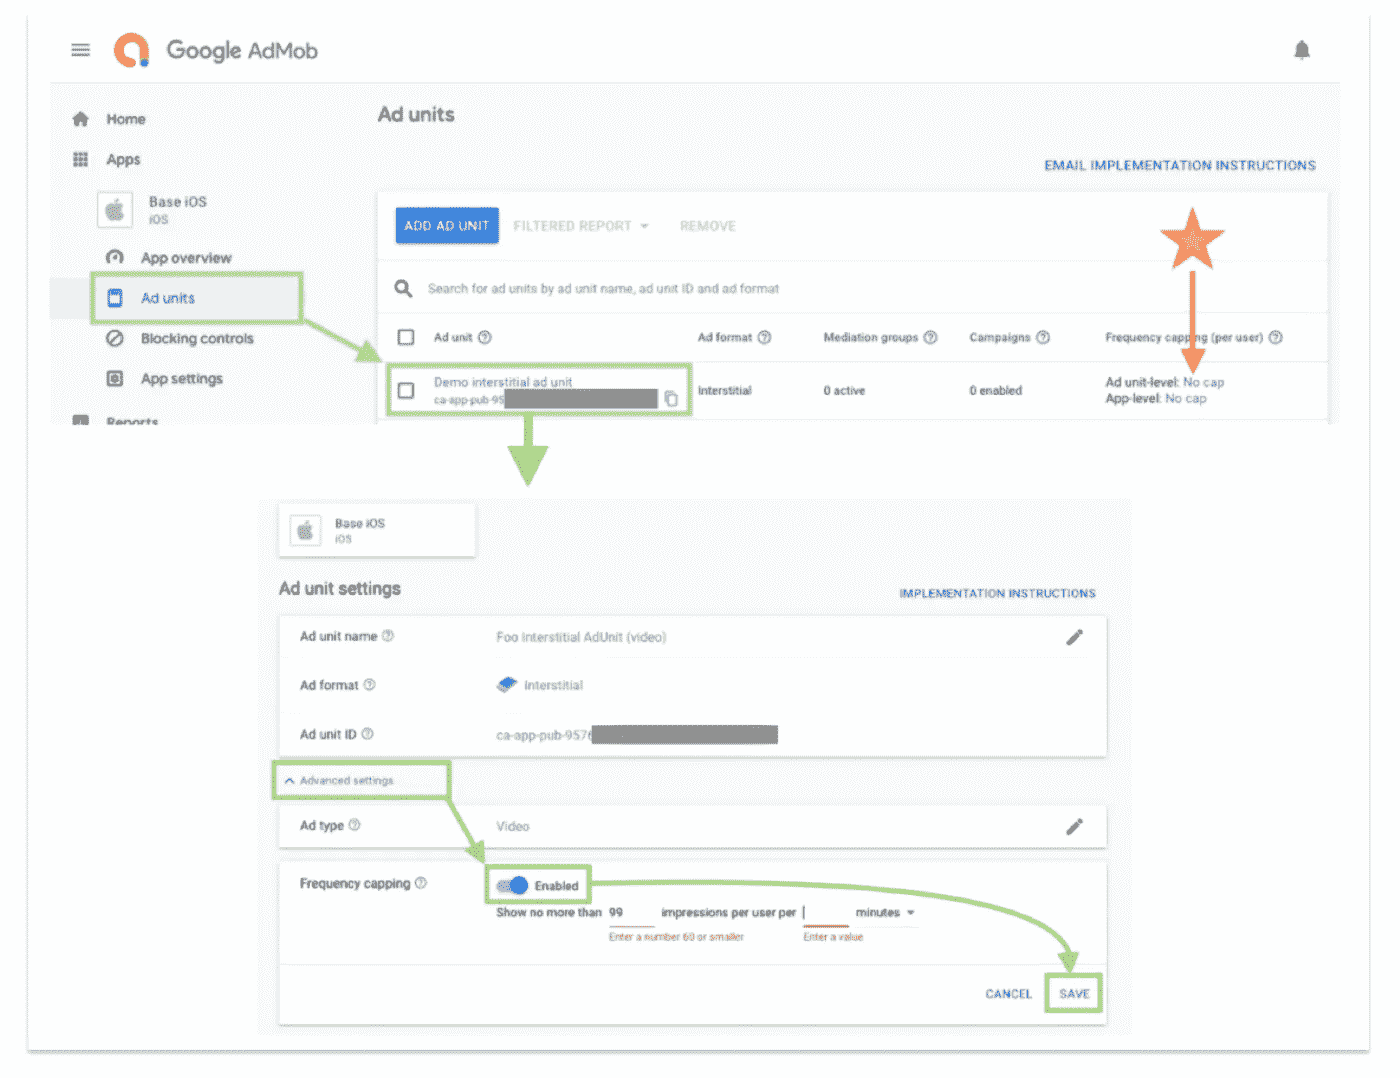 Google AdMob
Home
Apps
Base iOS
iOS
App overview
Ad units
Blocking controls
App settings
Reports
Ad units
EMAIL IMPLEMENTATION INSTRUCTIONS
ADD AD UNIT FILTERED REPORT REMOVE
Search for ad units by ad unit name, ad unit ID and ad format
Ad unit Ad format Mediation groups Campaigns Frequency capping (per user)
Demo interstitial ad unit
ca-app-pub-95
Interstitial 0 active 0 enabled
Ad unit-level: No cap
App-level: No cap
Base iOS
iOS
Ad unit settings
IMPLEMENTATION INSTRUCTIONS
Ad unit name Foo Interstitial AdUnit (video)
Ad format Interstitial
Ad unit ID ca-app-pub-9576
Advanced settings
Ad type Video
Frequency capping Enabled
Show no more than 99 impressions per user per minutes
Enter a number 60 or smaller Enter a value
CANCEL SAVE